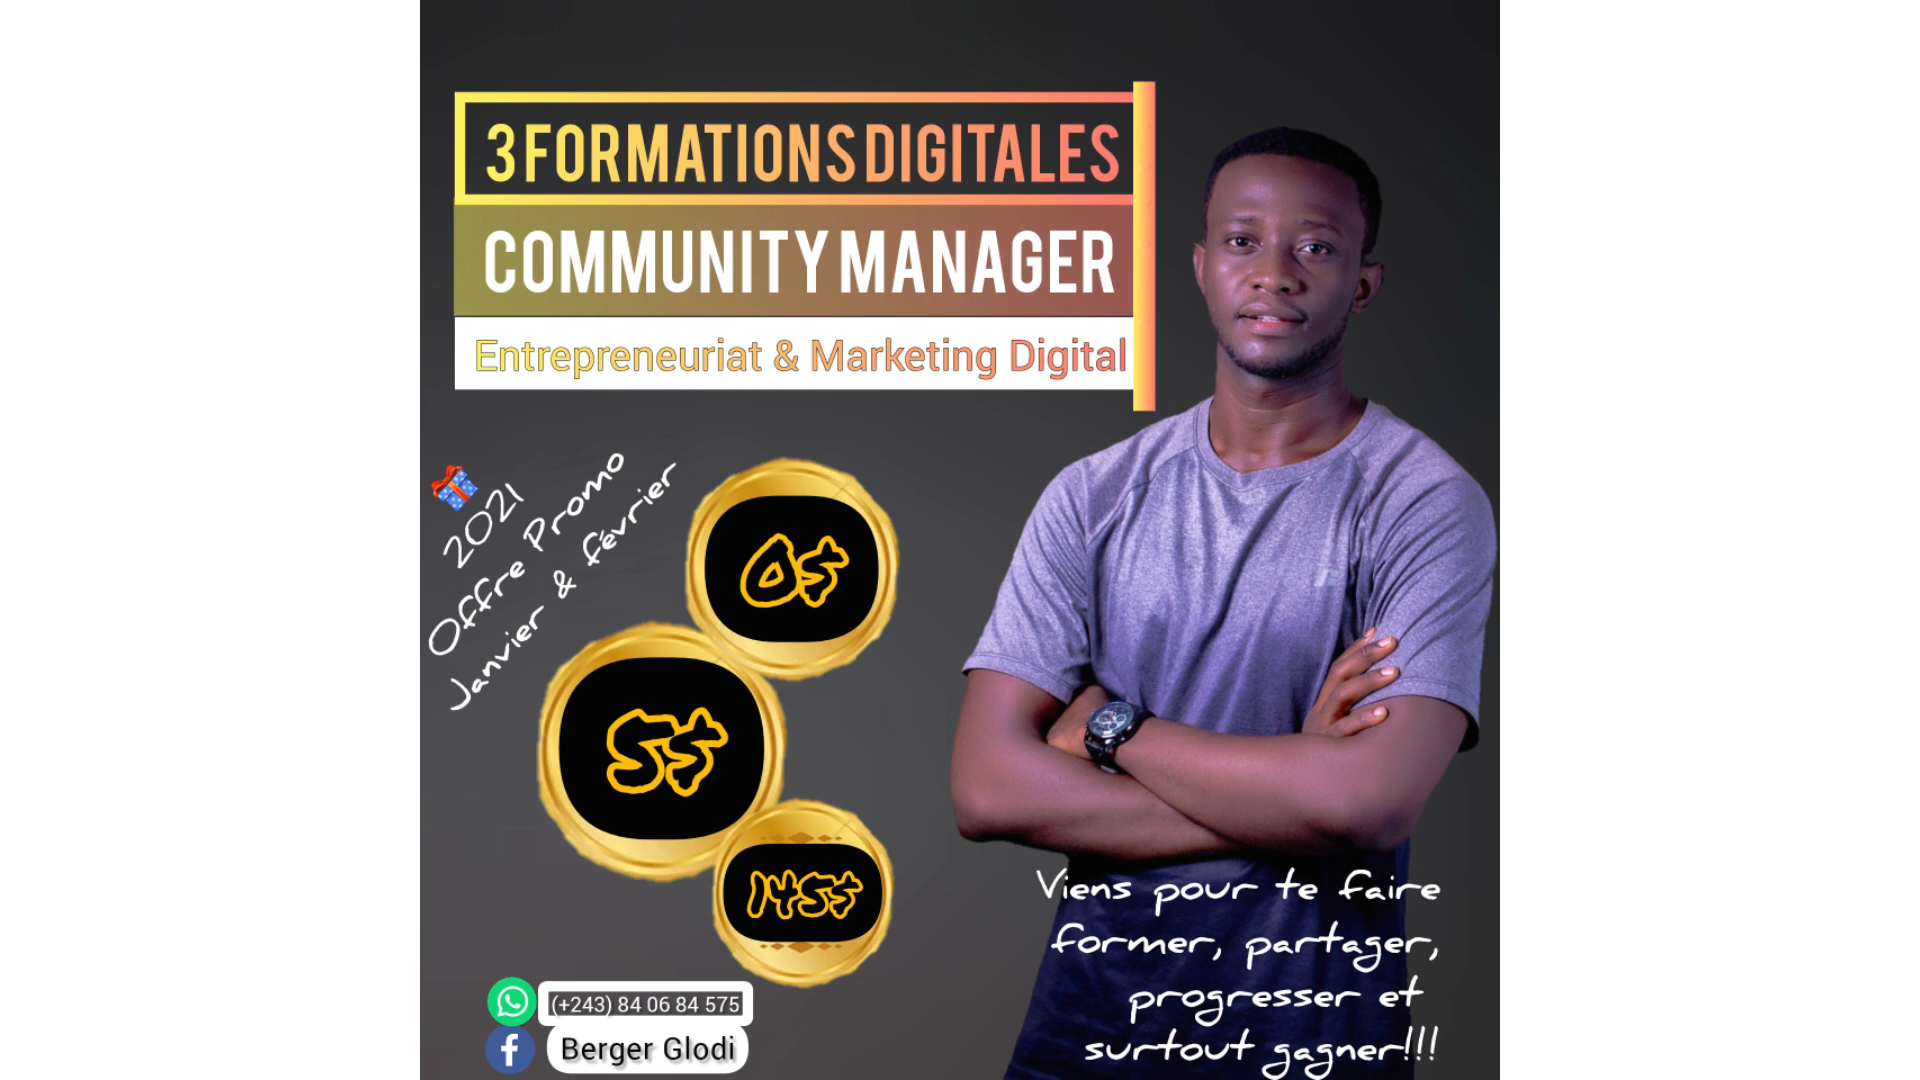 3 FORMATIONS DIGITALES
COMMUNITY MANAGER
Entrepreneuriat & Marketing Digital
2021
Offre Promo
Janvier & février
0$
5$
145$
Viens pour te faire
former, partager,
progresser et
surtout gagner!!!
(+243) 84 06 84 575
Berger Glodi